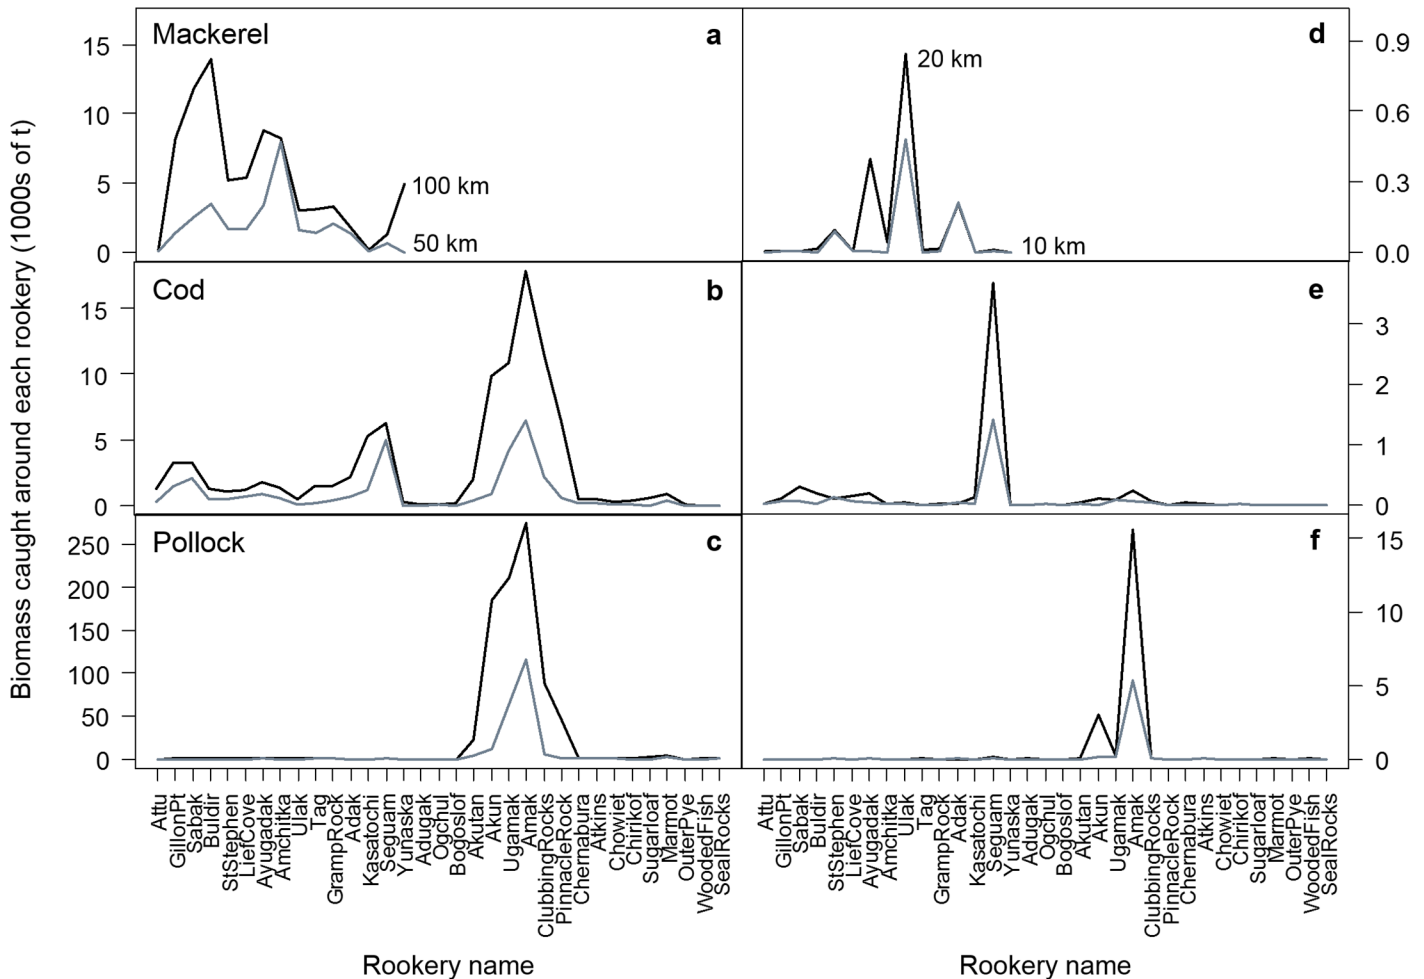 Biomass caught around each rookery (1000s of t)
Mackerel
a
15
10
5
0
100 km
50 km
d
20 km
10 km
0.9
0.6
0.3
0.0
Cod
b
15
10
5
0
e
3
2
1
0
Pollock
c
250
200
150
100
50
0
f
15
10
5
0
Attu
GillonPt
Sabak
Buldir
StStephen
LiefCove
Ayugadak
Amchitka
Ulak
Tag
GrampRock
Adak
Kasatochi
Seguam
Yunaska
Adugak
Ogchul
Bogoslof
Akutan
Akun
Ugamak
Amak
ClubbingRocks
PinnacleRock
Chernabura
Atkins
Chowiet
Chirikof
Sugarloaf
Marmot
OuterPye
WoodedFish
SealRocks
Attu
GillonPt
Sabak
Buldir
StStephen
LiefCove
Ayugadak
Amchitka
Ulak
Tag
GrampRock
Adak
Kasatochi
Seguam
Yunaska
Adugak
Ogchul
Bogoslof
Akutan
Akun
Ugamak
Amak
ClubbingRocks
PinnacleRock
Chernabura
Atkins
Chowiet
Chirikof
Sugarloaf
Marmot
OuterPye
WoodedFish
SealRocks
Rookery name
Rookery name